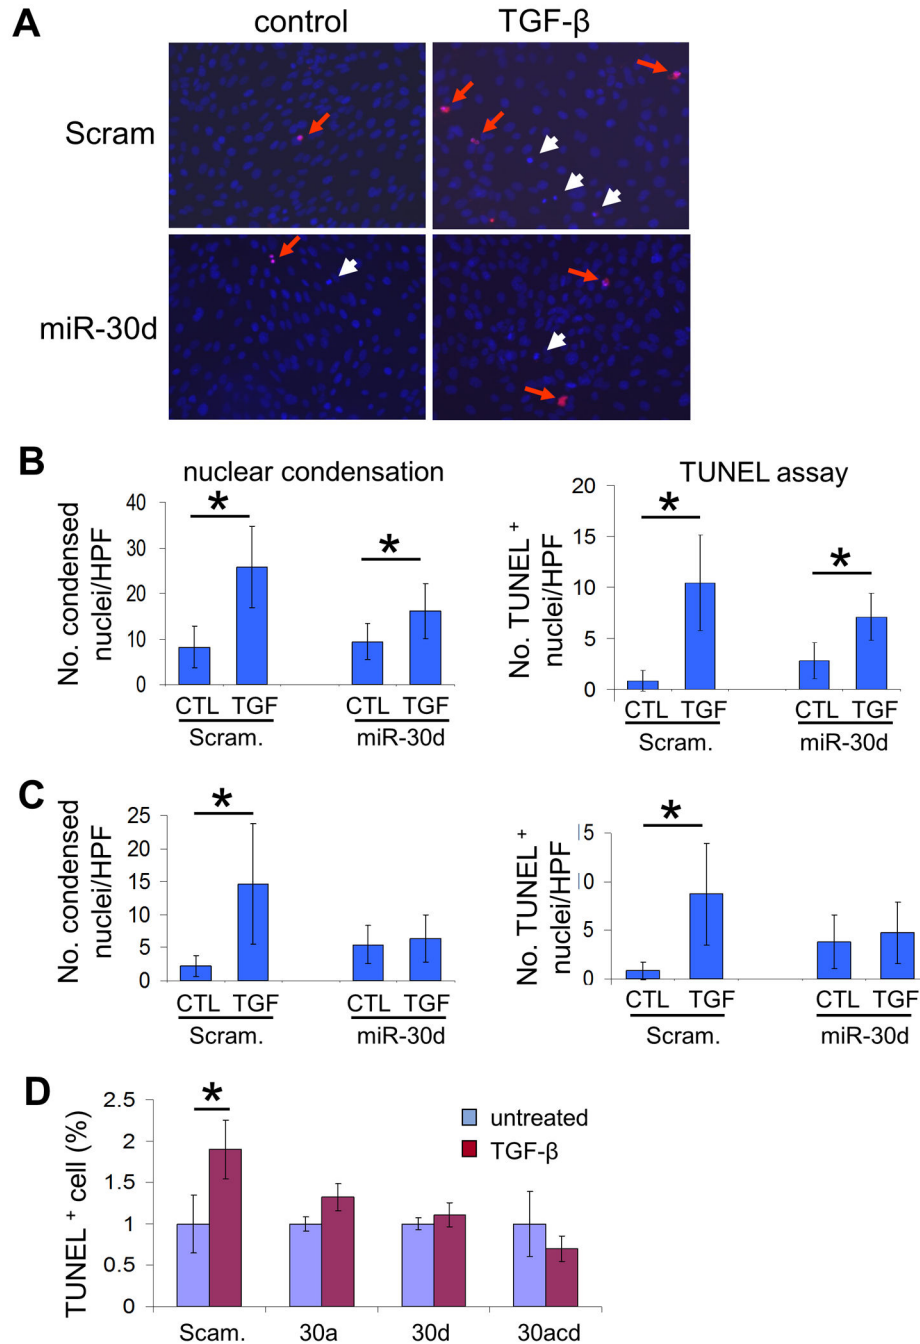 A
control
TGF-β
Scram
miR-30d
B
nuclear condensation
No. condensed
nuclei/HPF
40
30
20
10
0
*
*
CTL TGF
CTL TGF
Scram.
miR-30d
TUNEL assay
No. TUNEL +
nuclei/HPF
20
15
10
5
0
*
*
CTL TGF
CTL TGF
Scram.
miR-30d
C
No. condensed
nuclei/HPF
25
20
15
10
5
0
*
CTL TGF
CTL TGF
Scram.
miR-30d
No. TUNEL +
nuclei/HPF
5
0
5
0
*
CTL TGF
CTL TGF
Scram.
miR-30d
D
TUNEL + cell (%)
2.5
2
1.5
1
0.5
0
*
untreated
TGF-β
Scam.
30a
30d
30acd